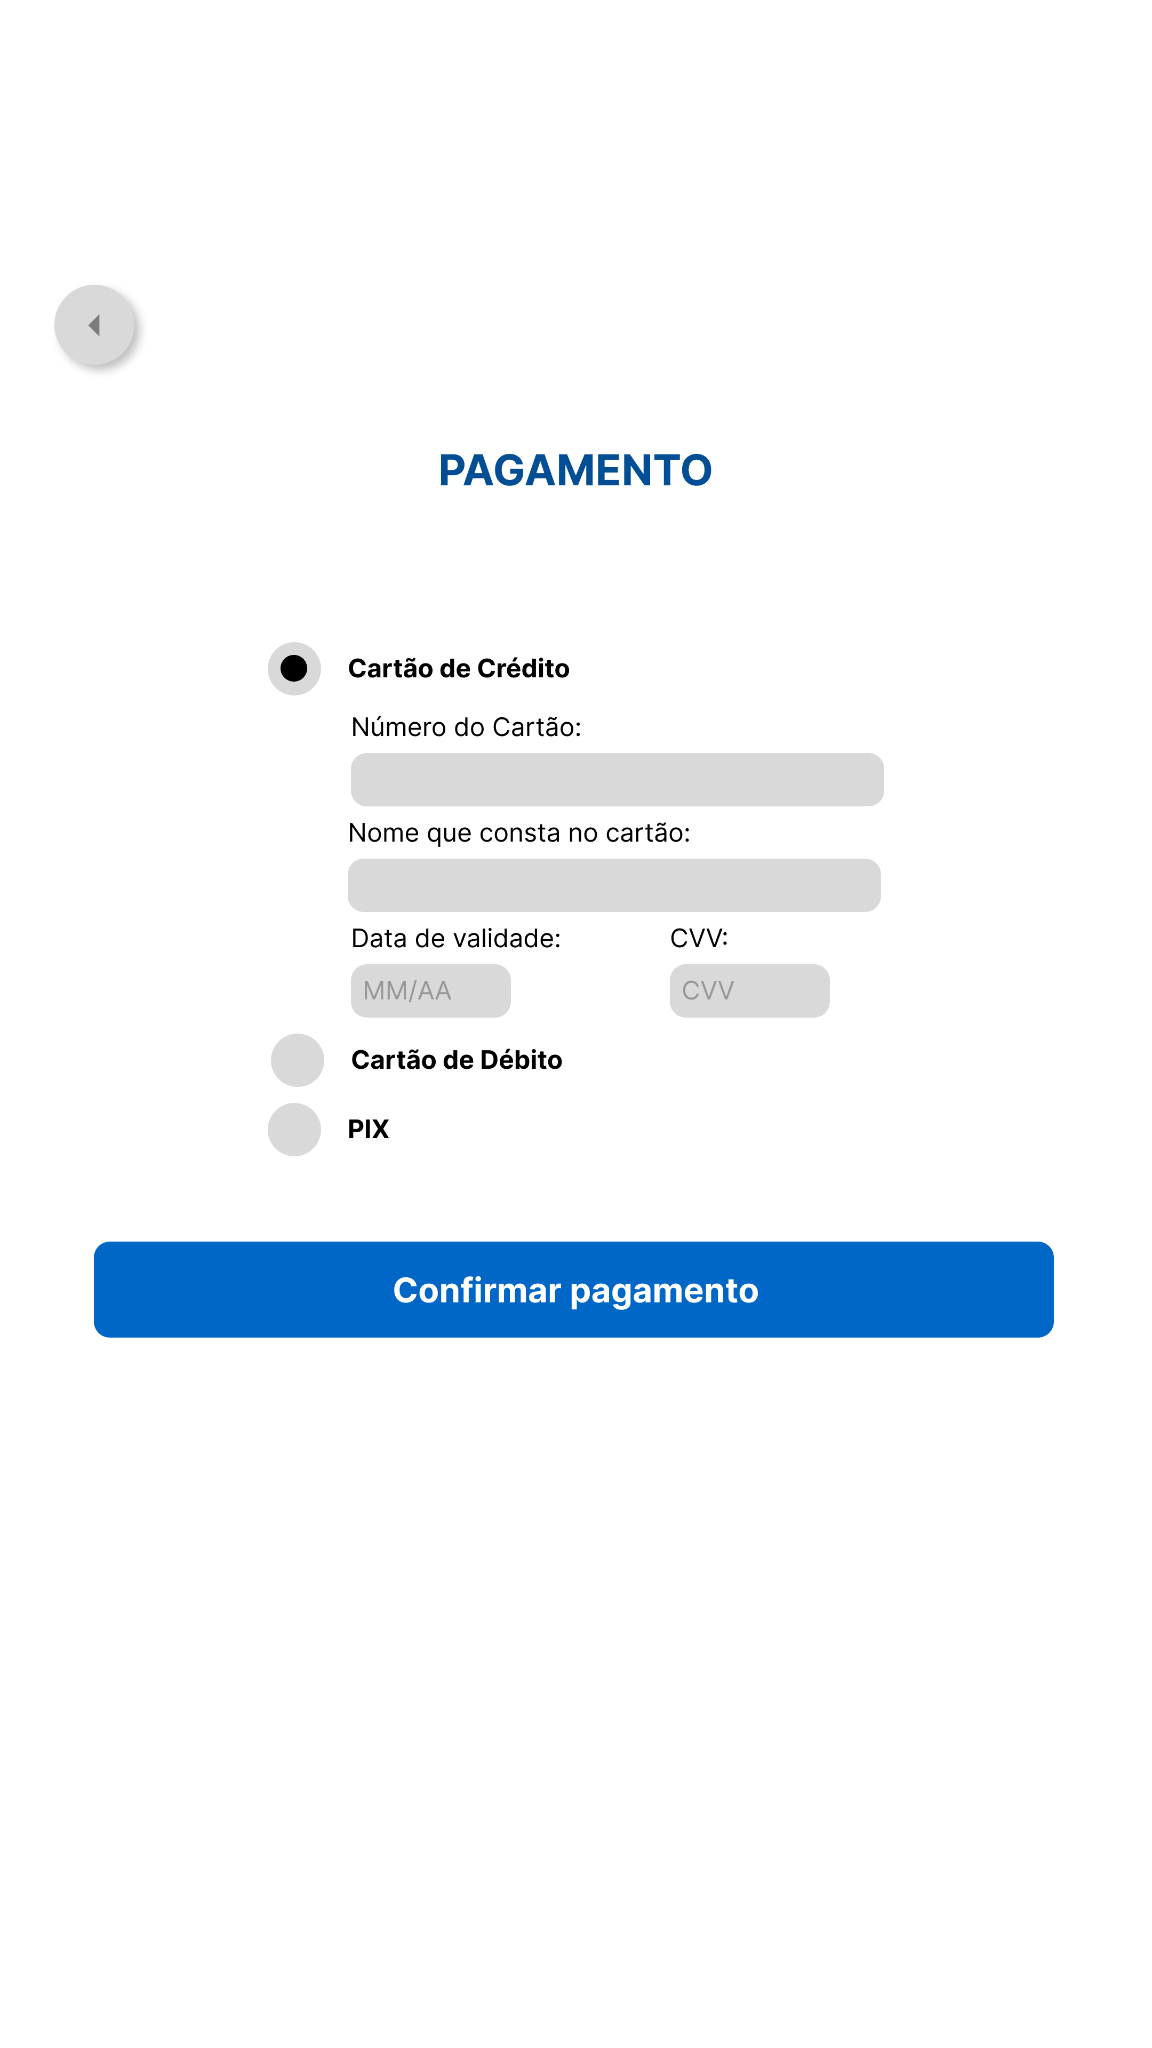 PAGAMENTO
Cartão de Crédito
Número do Cartão:
Nome que consta no cartão:
Data de validade: CVV:
MM/AA CVV
Cartão de Débito
PIX
Confirmar pagamento